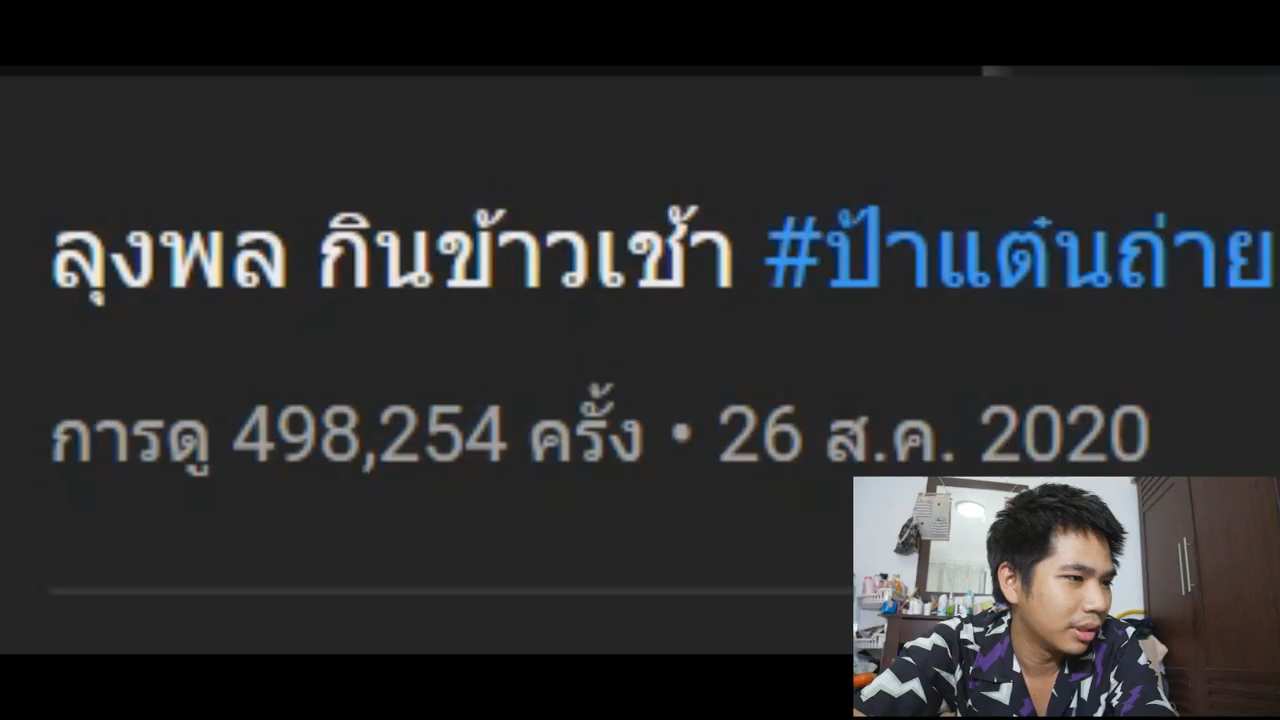 ลุงพล กินข้าวเช้า #ป้าแต๋นถ่าย
การดู 498,254 ครั้ง • 26 ส.ค. 2020